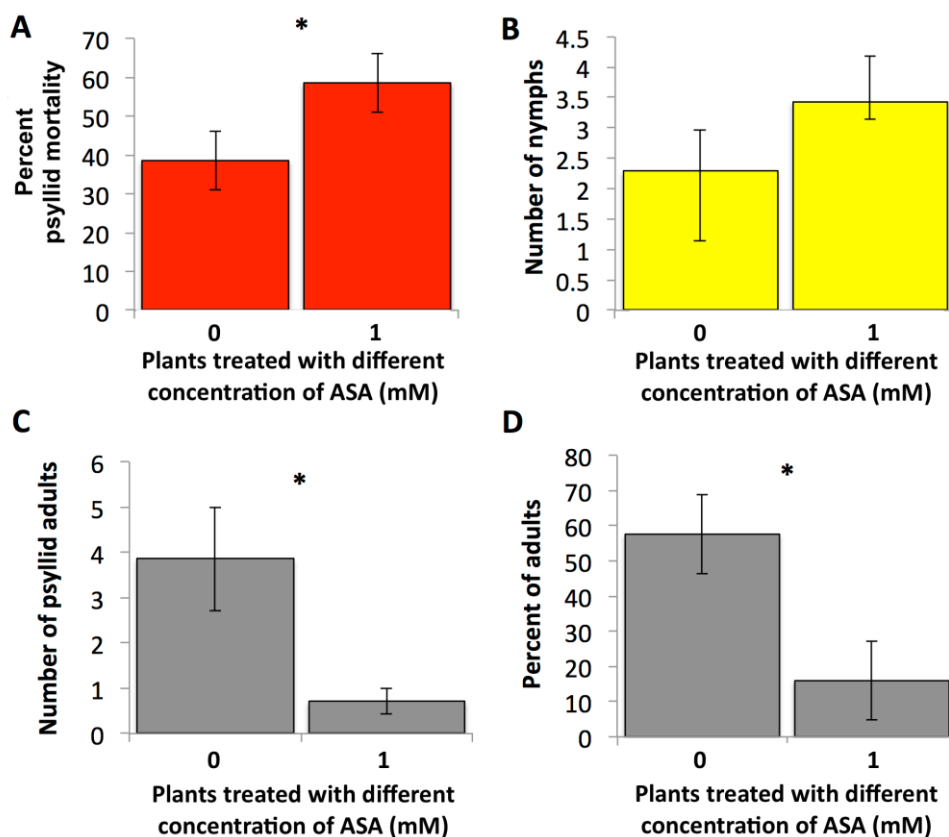 A
*
Percent
psyllid mortality
70
60
50
40
30
20
10
0
0 1
Plants treated with different
concentration of ASA (mM)
B
Number of nymphs
4.5
4
3.5
3
2.5
2
1.5
1
0.5
0
0 1
Plants treated with different
concentration of ASA (mM)
C
*
Number of psyllid adults
6
5
4
3
2
1
0
0 1
Plants treated with different
concentration of ASA (mM)
D
*
Percent of adults
80
70
60
50
40
30
20
10
0
0 1
Plants treated with different
concentration of ASA (mM)